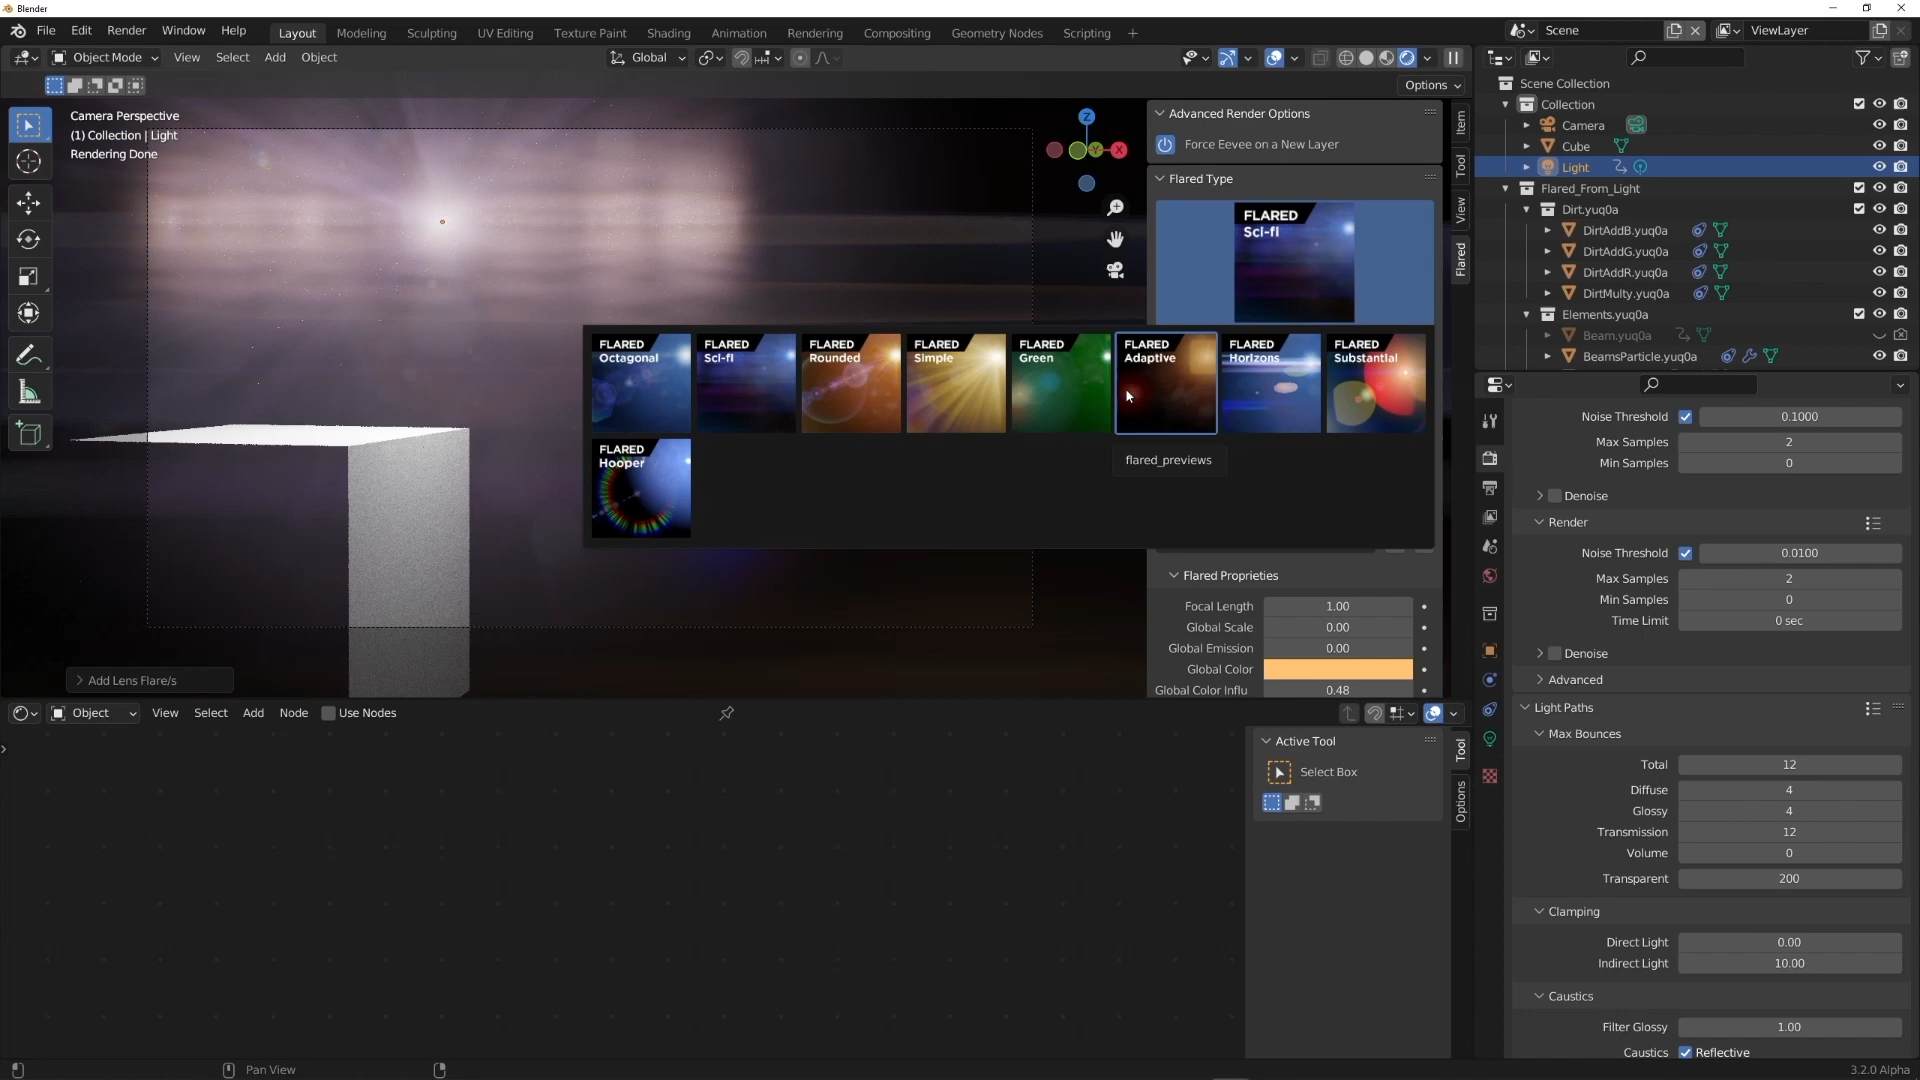 Blender
File Edit Render Window Help
Layout Modeling Sculpting UV Editing Texture Paint Shading Animation Rendering Compositing Geometry Nodes Scripting +
Scene
ViewLayer
Object Mode View Select Add Object
Global
Options
Camera Perspective
(1) Collection | Light
Rendering Done
Z
Y
X
Item
Tool
View
Flared
Advanced Render Options
Force Eevee on a New Layer
Flared Type
FLARED
Sci-fi
FLARED
Octagonal
FLARED
Sci-fi
FLARED
Rounded
FLARED
Simple
FLARED
Green
FLARED
Adaptive
FLARED
Horizons
FLARED
Substantial
FLARED
Hooper
flared_previews
Flared Proprieties
Focal Length 1.00
Global Scale 0.00
Global Emission 0.00
Global Color
Global Color Influ 0.48
Add Lens Flare/s
Object View Select Add Node Use Nodes
Active Tool
Select Box
Tool
Options
Scene Collection
Collection
Camera
Cube
Light
Flared_From_Light
Dirt.yuq0a
DirtAddB.yuq0a
DirtAddG.yuq0a
DirtAddR.yuq0a
DirtMulty.yuq0a
Elements.yuq0a
Beam.yuq0a
BeamsParticle.yuq0a
Noise Threshold 0.1000
Max Samples 2
Min Samples 0
Denoise
Render
Noise Threshold 0.0100
Max Samples 2
Min Samples 0
Time Limit 0 sec
Denoise
Advanced
Light Paths
Max Bounces
Total 12
Diffuse 4
Glossy 4
Transmission 12
Volume 0
Transparent 200
Clamping
Direct Light 0.00
Indirect Light 10.00
Caustics
Filter Glossy 1.00
Caustics Reflective
Pan View
3.2.0 Alpha